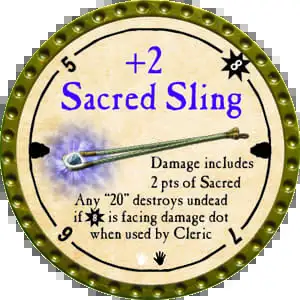 +2
Sacred Sling
5
8
Damage includes
2 pts of Sacred
Any “20” destroys undead
if 8 is facing damage dot
when used by Cleric
6
7